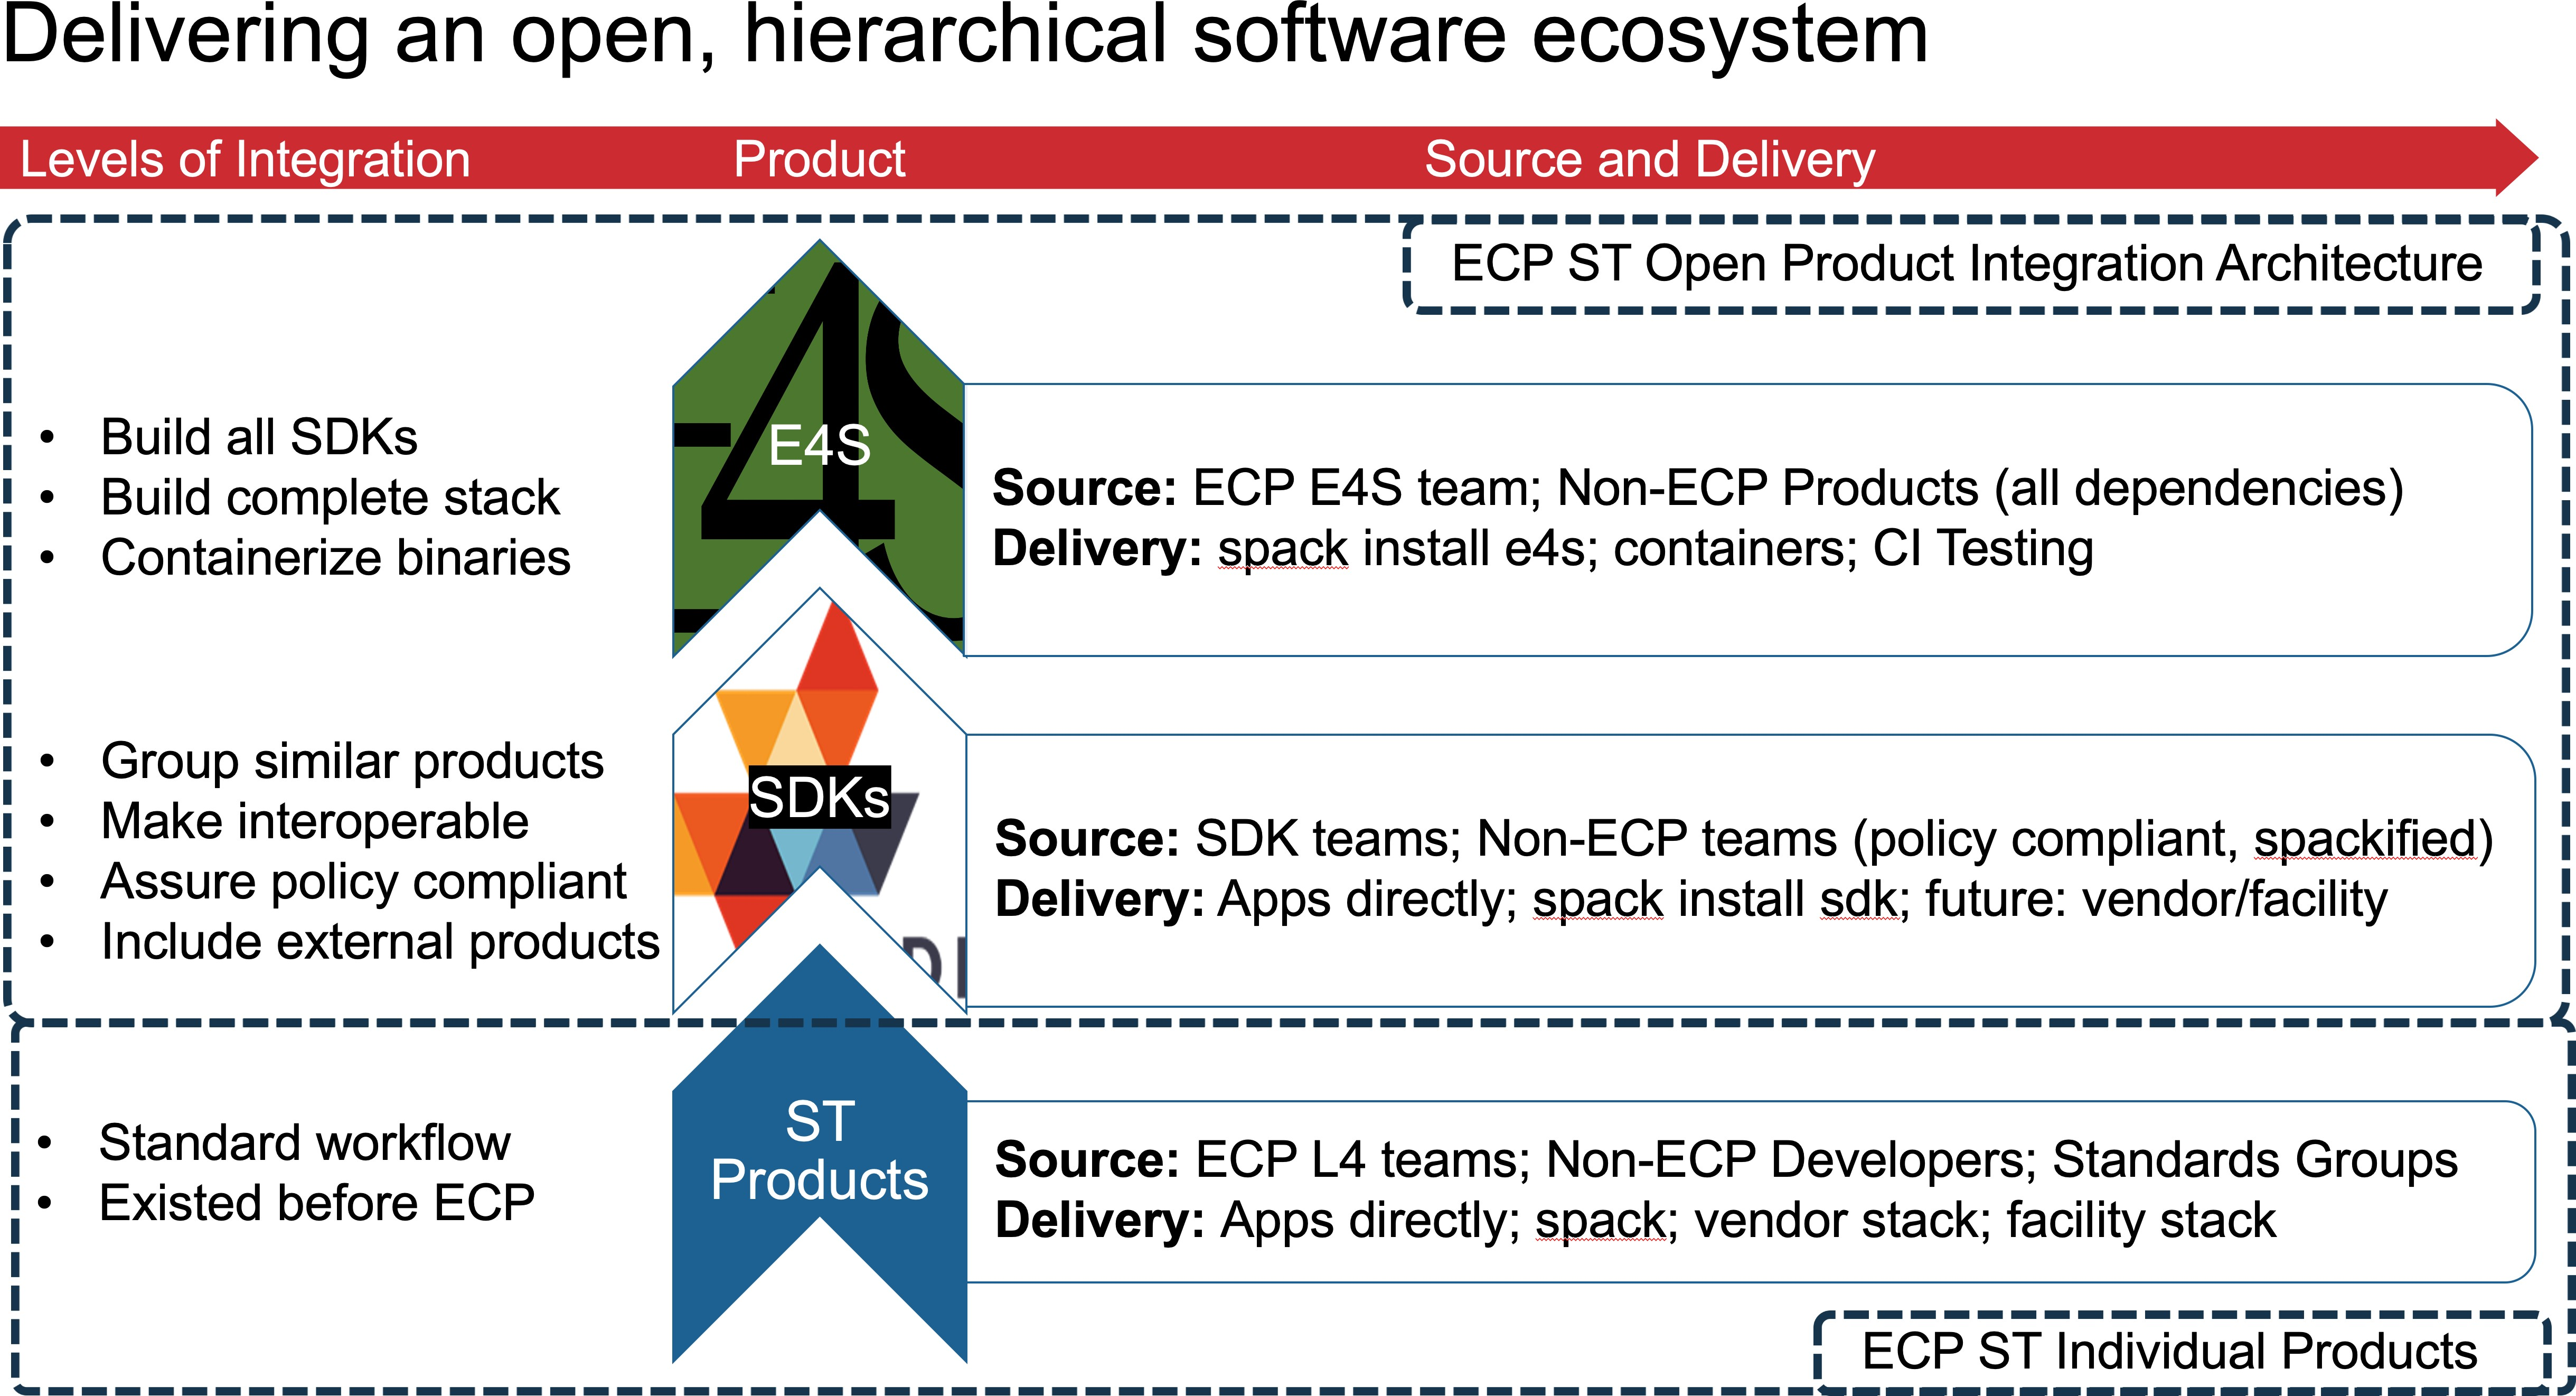 Delivering an open, hierarchical software ecosystem
Levels of Integration
Product
Source and Delivery
ECP ST Open Product Integration Architecture
• Build all SDKs
• Build complete stack
• Containerize binaries
E4S
Source: ECP E4S team; Non-ECP Products (all dependencies)
Delivery: spack install e4s; containers; CI Testing
• Group similar products
• Make interoperable
• Assure policy compliant
• Include external products
SDKs
Source: SDK teams; Non-ECP teams (policy compliant, spackified)
Delivery: Apps directly; spack install sdk; future: vendor/facility
• Standard workflow
• Existed before ECP
ST
Products
Source: ECP L4 teams; Non-ECP Developers; Standards Groups
Delivery: Apps directly; spack; vendor stack; facility stack
ECP ST Individual Products